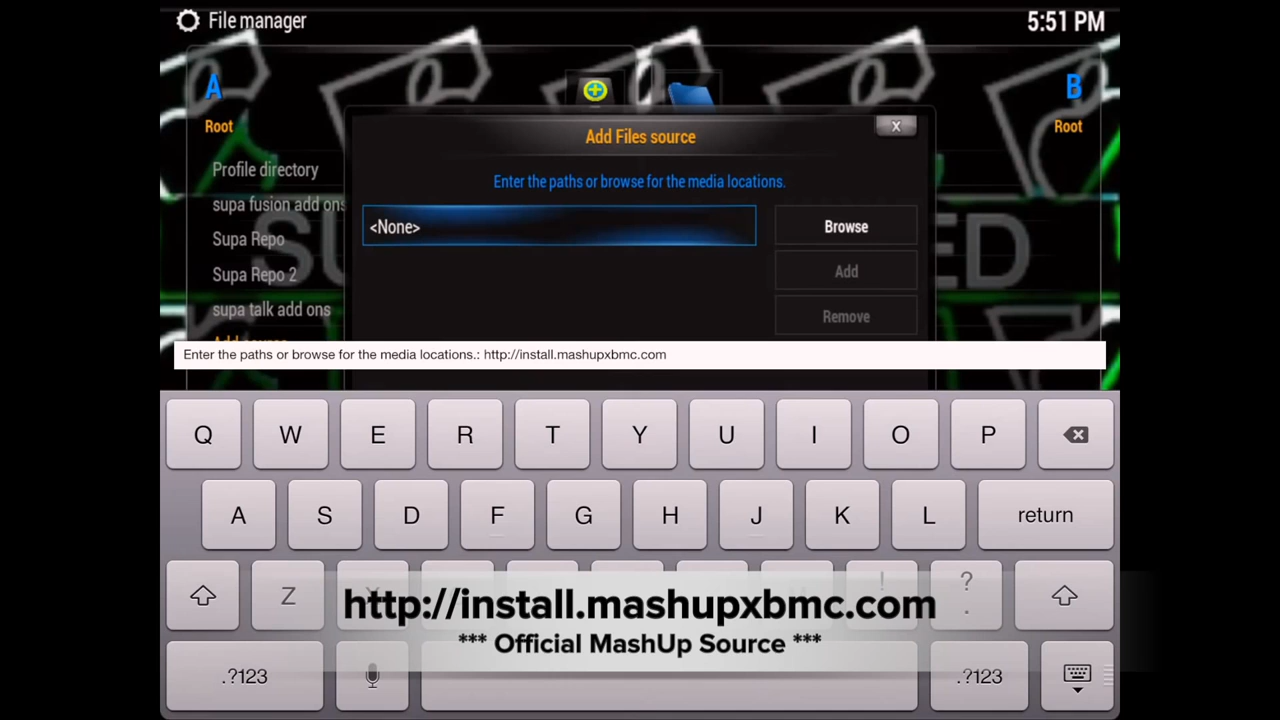 File manager
5:51 PM
A
B
Root
Root
Add Files source
X
Enter the paths or browse for the media locations.
Profile directory
supa fusion add ons
<None>
Browse
Supa Repo
Supa Repo 2
Add
supa talk add ons
Remove
Enter the paths or browse for the media locations.: http://install.mashupxbmc.com
Q W E R T Y U I O P
A S D F G H J K L return
Z ! ?
.
http://install.mashupxbmc.com
*** Official MashUp Source ***
.?123 .?123